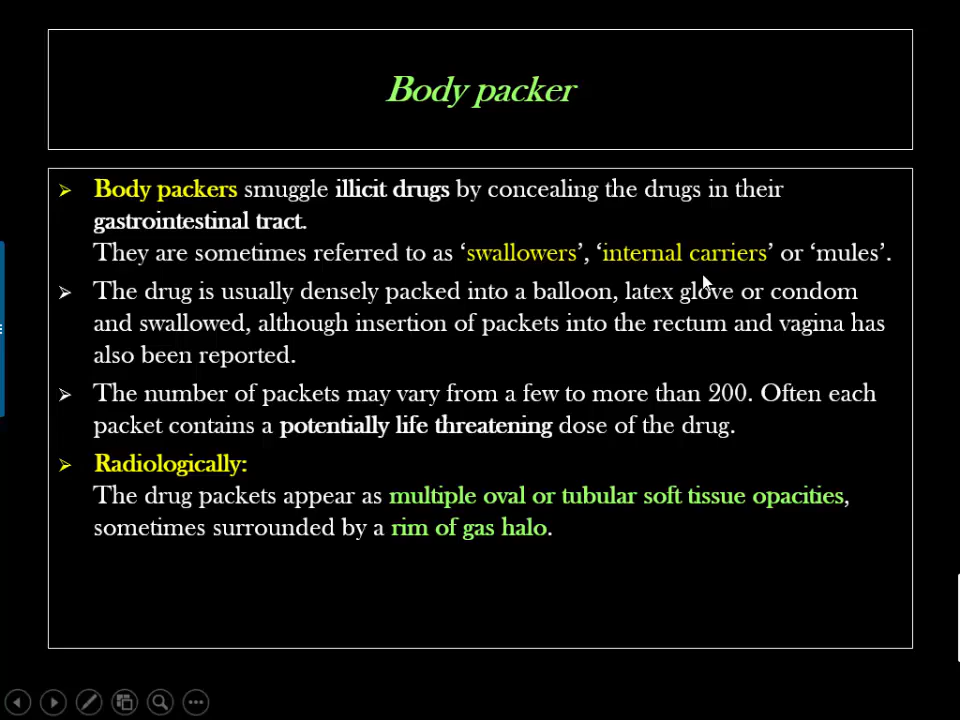 Body packer
Body packers smuggle illicit drugs by concealing the drugs in their
gastrointestinal tract.
They are sometimes referred to as ‘swallowers’, ‘internal carriers’ or ‘mules’.
The drug is usually densely packed into a balloon, latex glove or condom
and swallowed, although insertion of packets into the rectum and vagina has
also been reported.
The number of packets may vary from a few to more than 200. Often each
packet contains a potentially life threatening dose of the drug.
Radiologically:
The drug packets appear as multiple oval or tubular soft tissue opacities,
sometimes surrounded by a rim of gas halo.